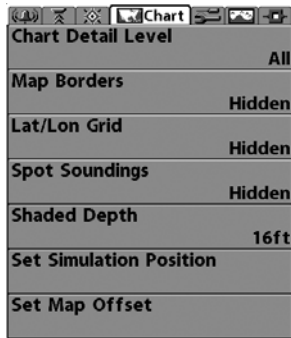 Chart
Chart Detail Level
All
Map Borders
Hidden
Lat/Lon Grid
Hidden
Spot Soundings
Hidden
Shaded Depth
16ft
Set Simulation Position
Set Map Offset